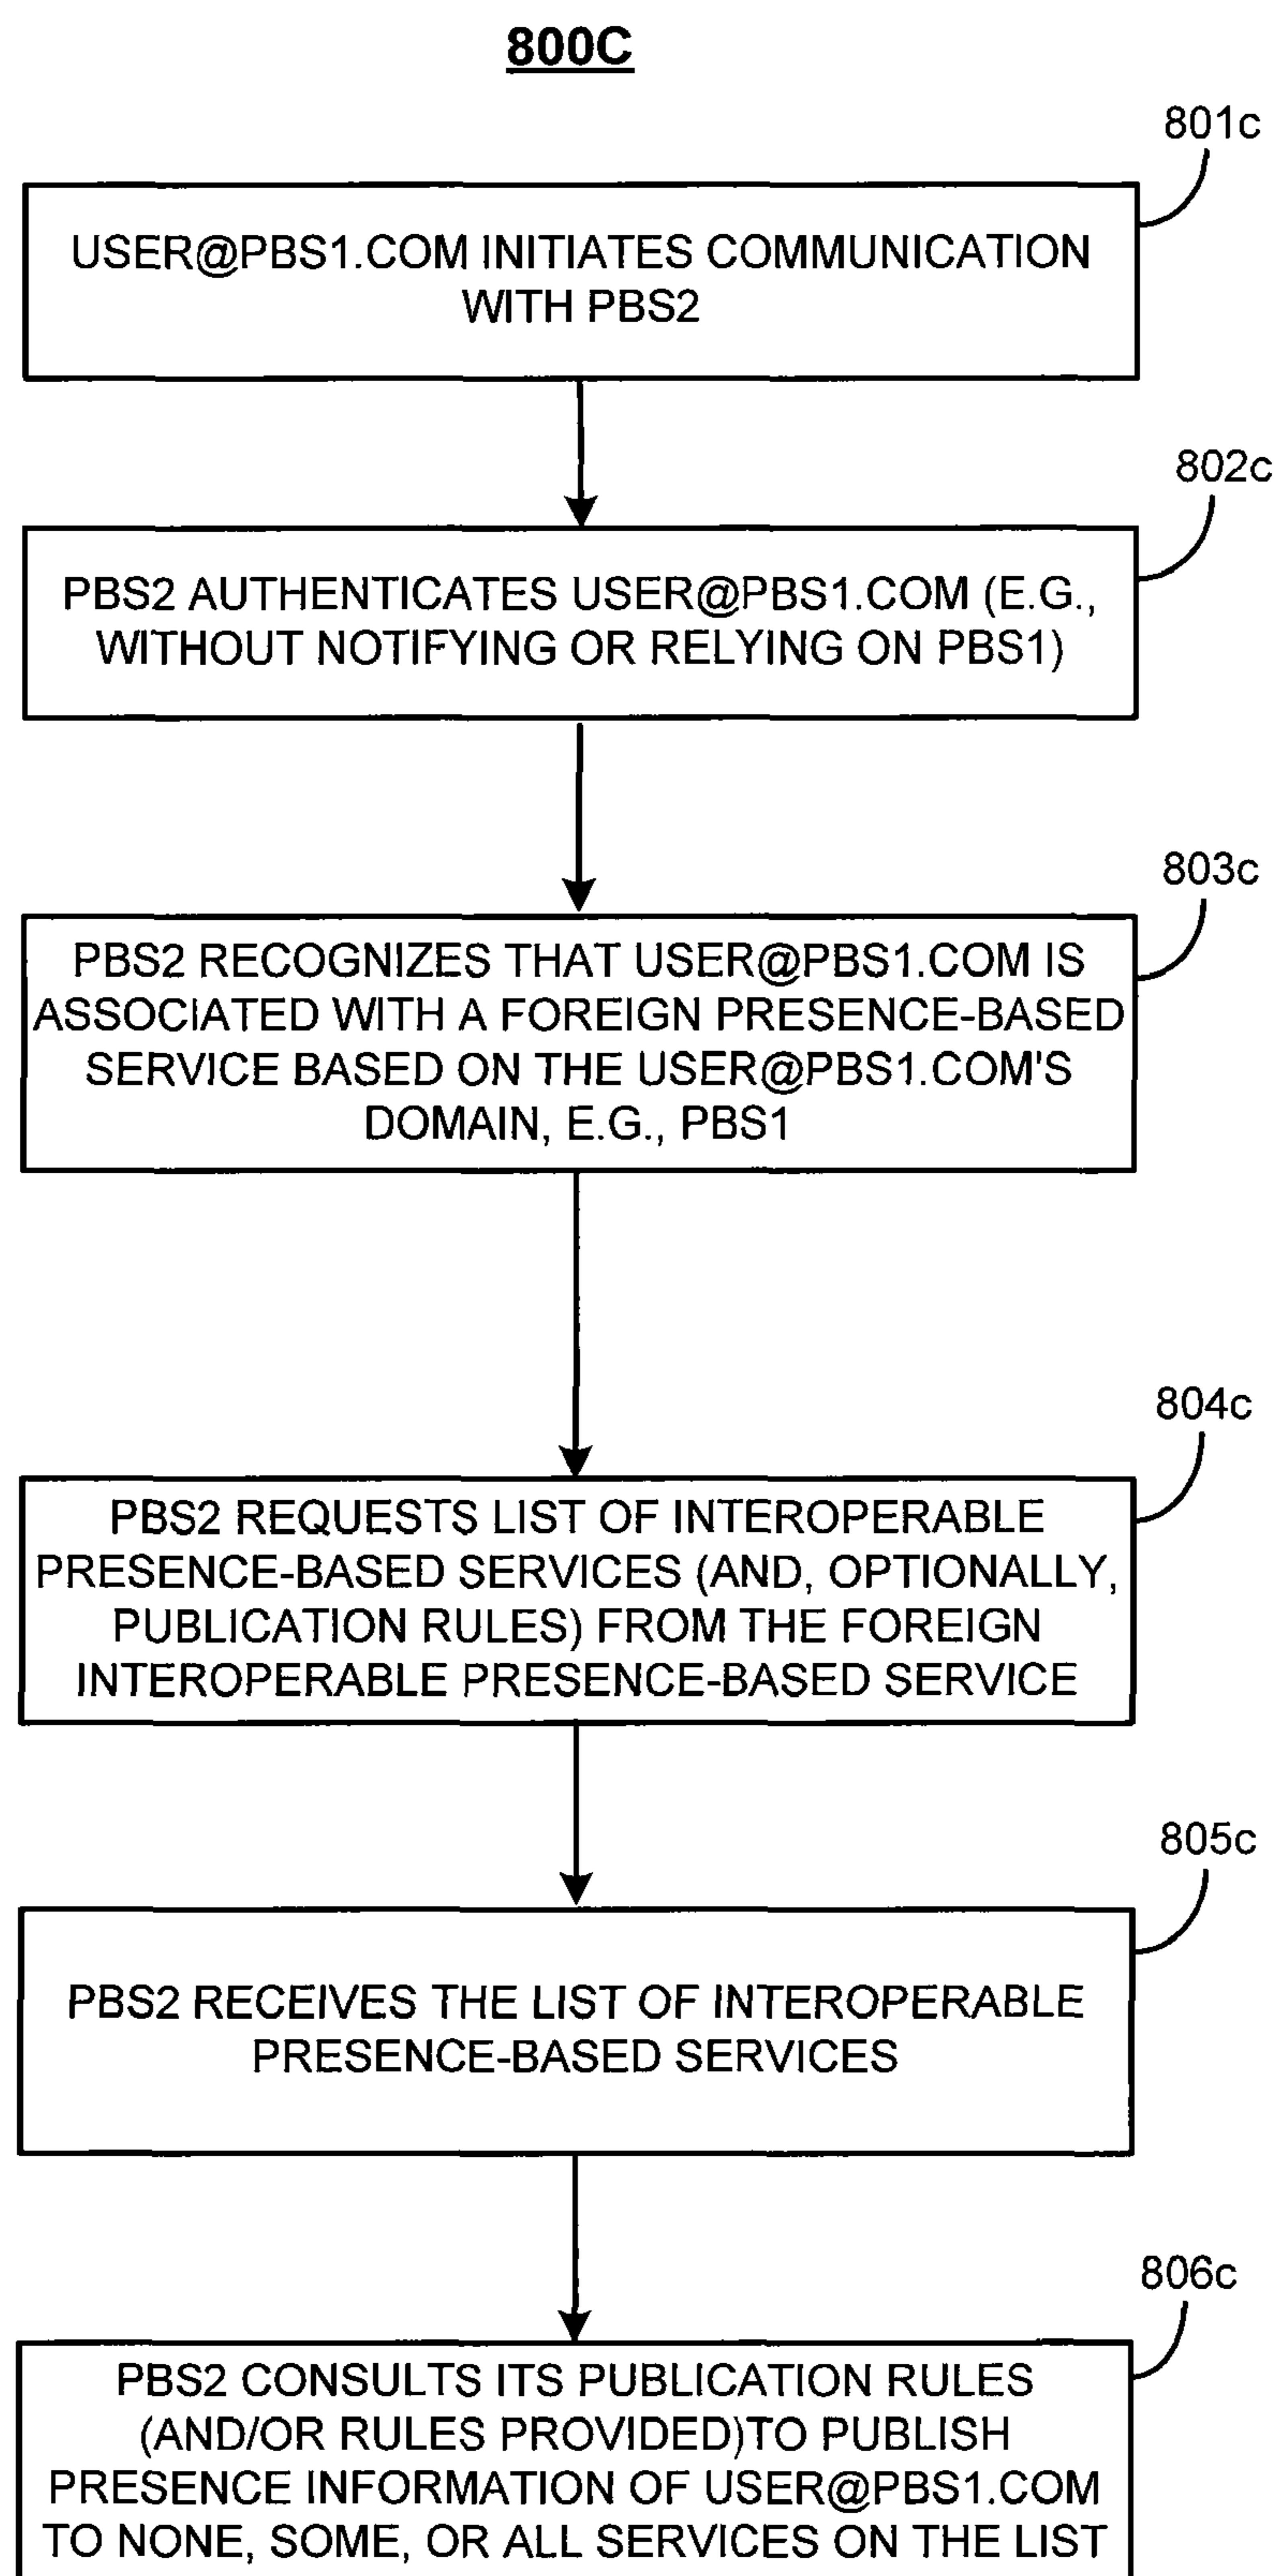 800C
801c
USER@PBS1.COM INITIATES COMMUNICATION
WITH PBS2
802c
PBS2 AUTHENTICATES USER@PBS1.COM (E.G.,
WITHOUT NOTIFYING OR RELYING ON PBS1)
803c
PBS2 RECOGNIZES THAT USER@PBS1.COM IS
ASSOCIATED WITH A FOREIGN PRESENCE-BASED
SERVICE BASED ON THE USER@PBS1.COM'S
DOMAIN, E.G., PBS1
804c
PBS2 REQUESTS LIST OF INTEROPERABLE
PRESENCE-BASED SERVICES (AND, OPTIONALLY,
PUBLICATION RULES) FROM THE FOREIGN
INTEROPERABLE PRESENCE-BASED SERVICE
805c
PBS2 RECEIVES THE LIST OF INTEROPERABLE
PRESENCE-BASED SERVICES
806c
PBS2 CONSULTS ITS PUBLICATION RULES
(AND/OR RULES PROVIDED)TO PUBLISH
PRESENCE INFORMATION OF USER@PBS1.COM
TO NONE, SOME, OR ALL SERVICES ON THE LIST